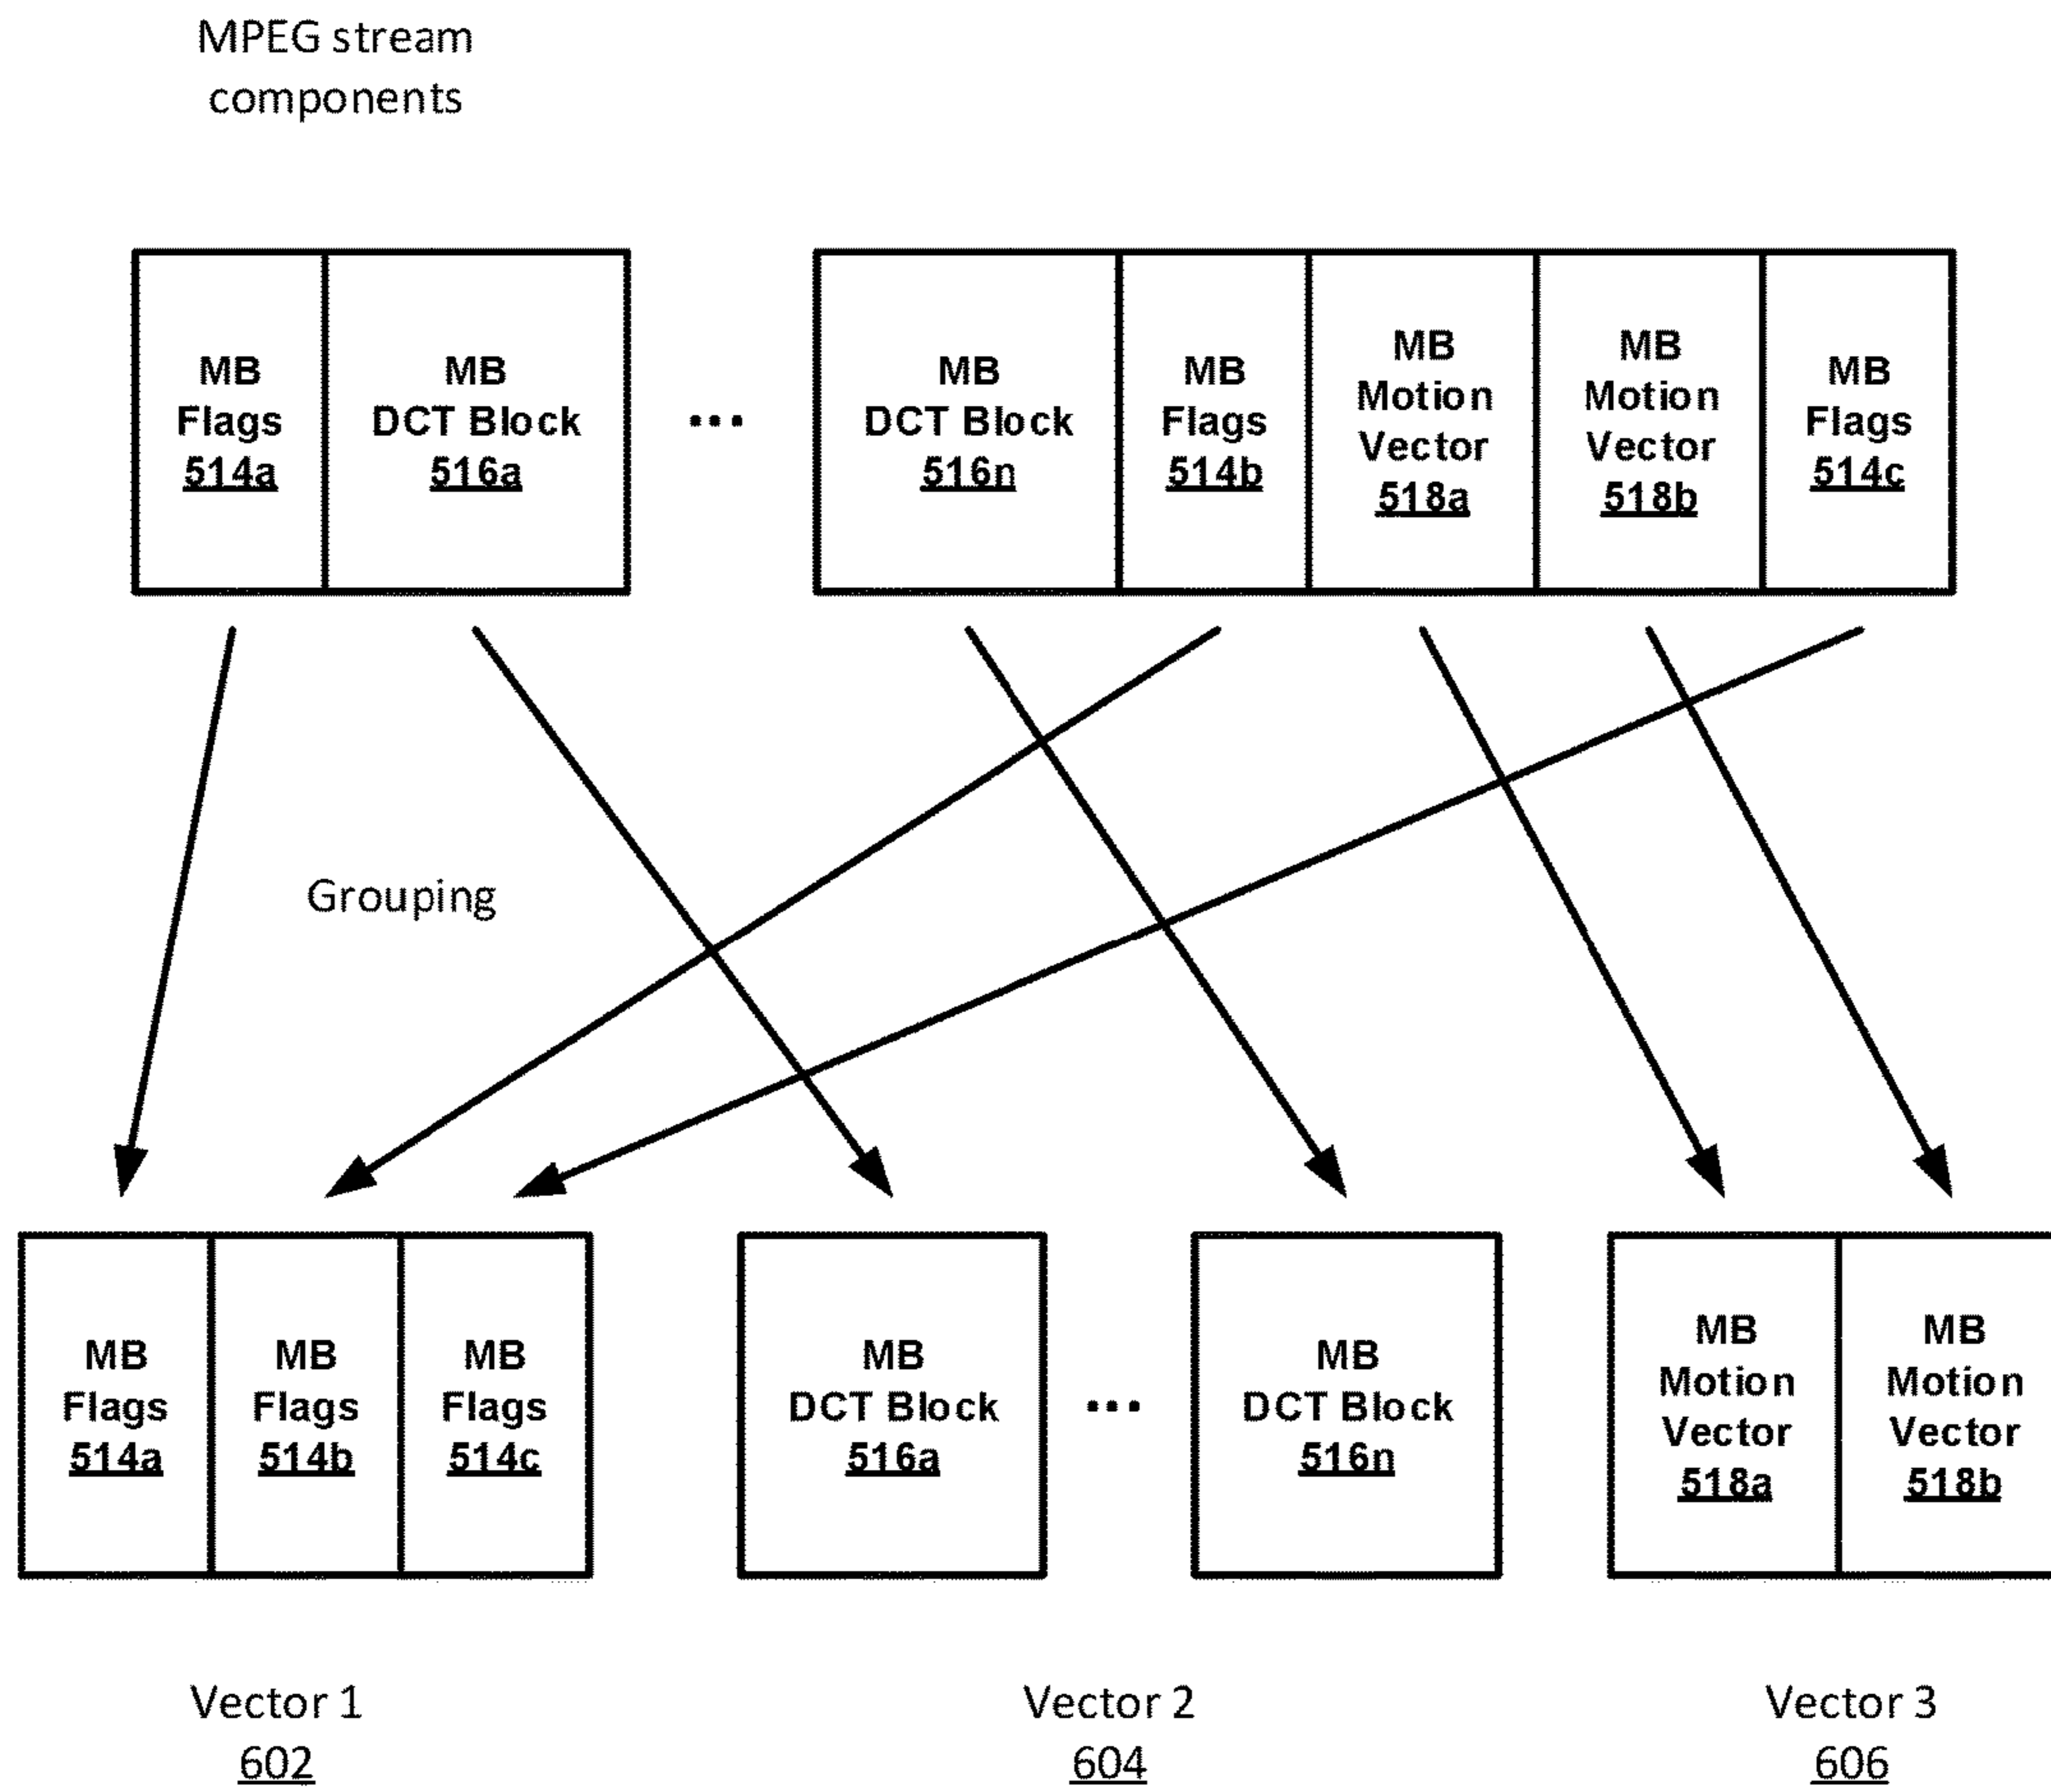 MPEG stream
components
MB
Flags
514a
MB
DCT Block
516a
...
MB
DCT Block
516n
MB
Flags
514b
MB
Motion
Vector
518a
MB
Motion
Vector
518b
MB
Flags
514c
Grouping
MB
Flags
514a
MB
Flags
514b
MB
Flags
514c
MB
DCT Block
516a
...
MB
DCT Block
516n
MB
Motion
Vector
518a
MB
Motion
Vector
518b
Vector 1
602
Vector 2
604
Vector 3
606